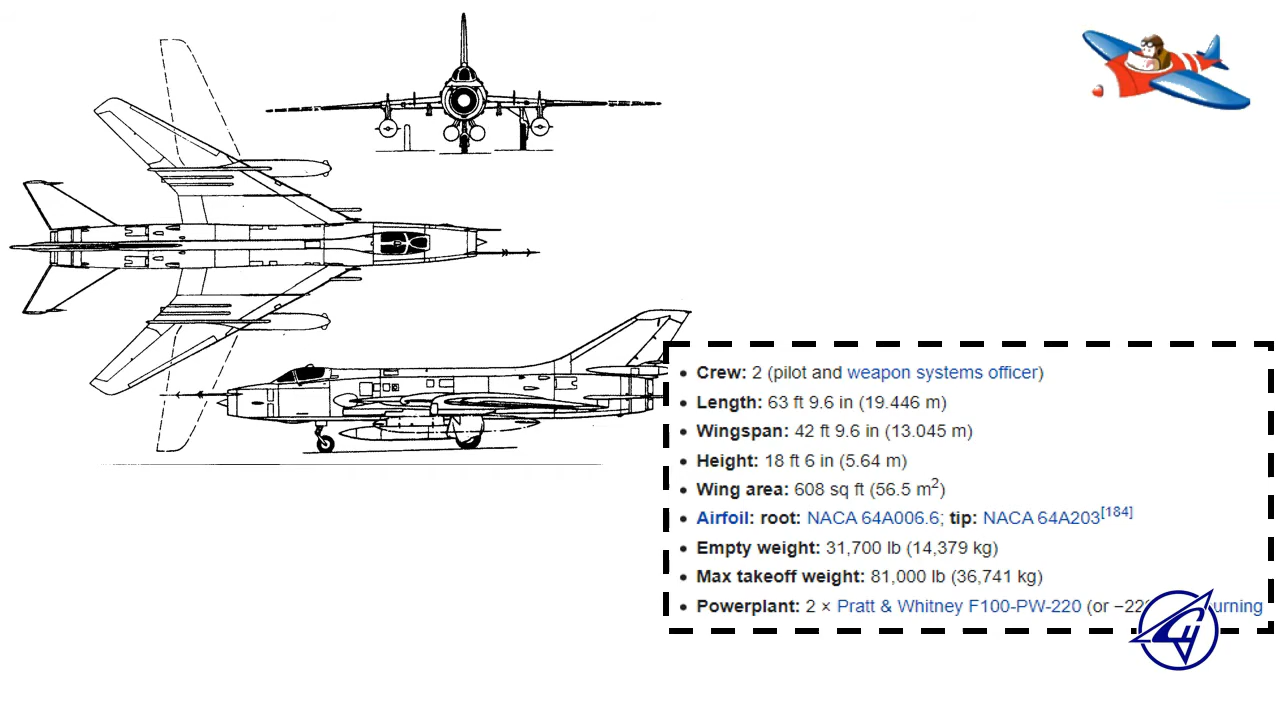 Crew: 2 (pilot and weapon systems officer)
Length: 63 ft 9.6 in (19.446 m)
Wingspan: 42 ft 9.6 in (13.045 m)
Height: 18 ft 6 in (5.64 m)
Wing area: 608 sq ft (56.5 m²)
Airfoil: root: NACA 64A006.6; tip: NACA 64A203[184]
Empty weight: 31,700 lb (14,379 kg)
Max takeoff weight: 81,000 lb (36,741 kg)
Powerplant: 2 × Pratt & Whitney F100-PW-220 (or